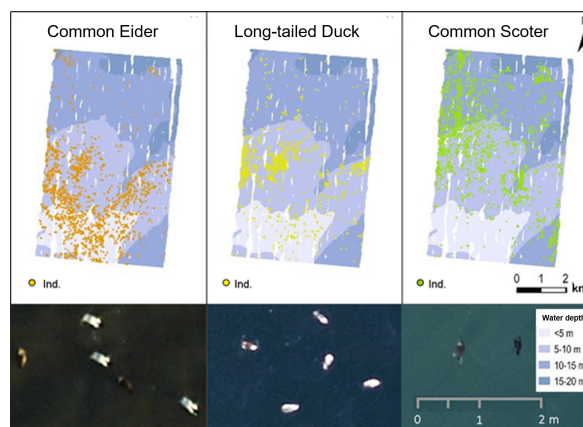 Common Eider
Long-tailed Duck
Common Scoter
Ind.
Ind.
Ind.
0 1 2
km
Water depth
<5 m
5-10 m
10-15 m
15-20 m
0 1 2 m